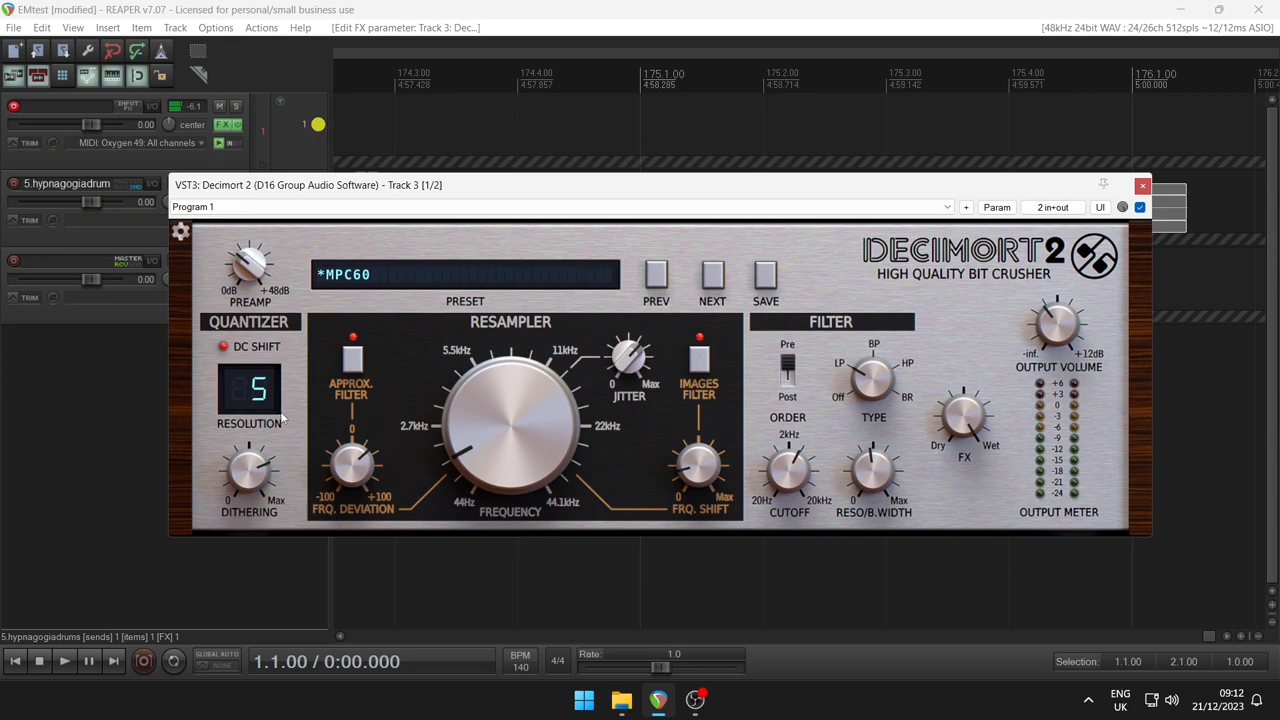 EMtest [modified] - REAPER v7.07 - Licensed for personal/small business use
File Edit View Insert Item Track Options Actions Help [Edit FX parameter: Track 3: Dec...] [48kHz 24bit WAV : 24/26ch 512spls ~12/12ms ASIO]
174.3.00 174.4.00 175.1.00 175.2.00 175.3.00 175.4.00 176.1.00
4:57.428 4:57.857 4:58.285 4:58.714 4:59.142 4:59.571 5:00.000
INPUT FX I/O -6.1 M S
0.00 center FX 1 1
TRIM MIDI: Oxygen 49: All channels IN
5.hypnagogiadrum I/O
0.00
TRIM
MASTER I/O
0.00
TRIM
VST3: Decimort 2 (D16 Group Audio Software) - Track 3 [1/2]
Program 1 + Param 2 in+out UI
DECIMORT2
HIGH QUALITY BIT CRUSHER
0dB +48dB
PREAMP
*MPC60
PRESET PREV NEXT SAVE
QUANTIZER RESAMPLER FILTER
DC SHIFT
5
RESOLUTION
0 Max
DITHERING
APPROX. FILTER
0
-100 +100
FRQ. DEVIATION
5.5kHz 11kHz
2.7kHz 22kHz
44Hz 44.1kHz
FREQUENCY
0 Max
JITTER
IMAGES FILTER
0 Max
FRQ. SHIFT
Pre
Post
ORDER
BP
LP HP
Off BR
TYPE
2kHz
20Hz 20kHz
CUTOFF
0 Max
RESO/B.WIDTH
Dry Wet
FX
-inf. +12dB
OUTPUT VOLUME
+6
+3
0
-3
-6
-9
-12
-15
-18
-21
-24
OUTPUT METER
5.hypnagogiadrums [sends] 1 [items] 1 [FX] 1
GLOBAL AUTO
NONE
1.1.00 / 0:00.000
BPM
140
4/4
Rate: 1.0
Selection: 1.1.00 2.1.00 1.0.00
ENG
UK
09:12
21/12/2023